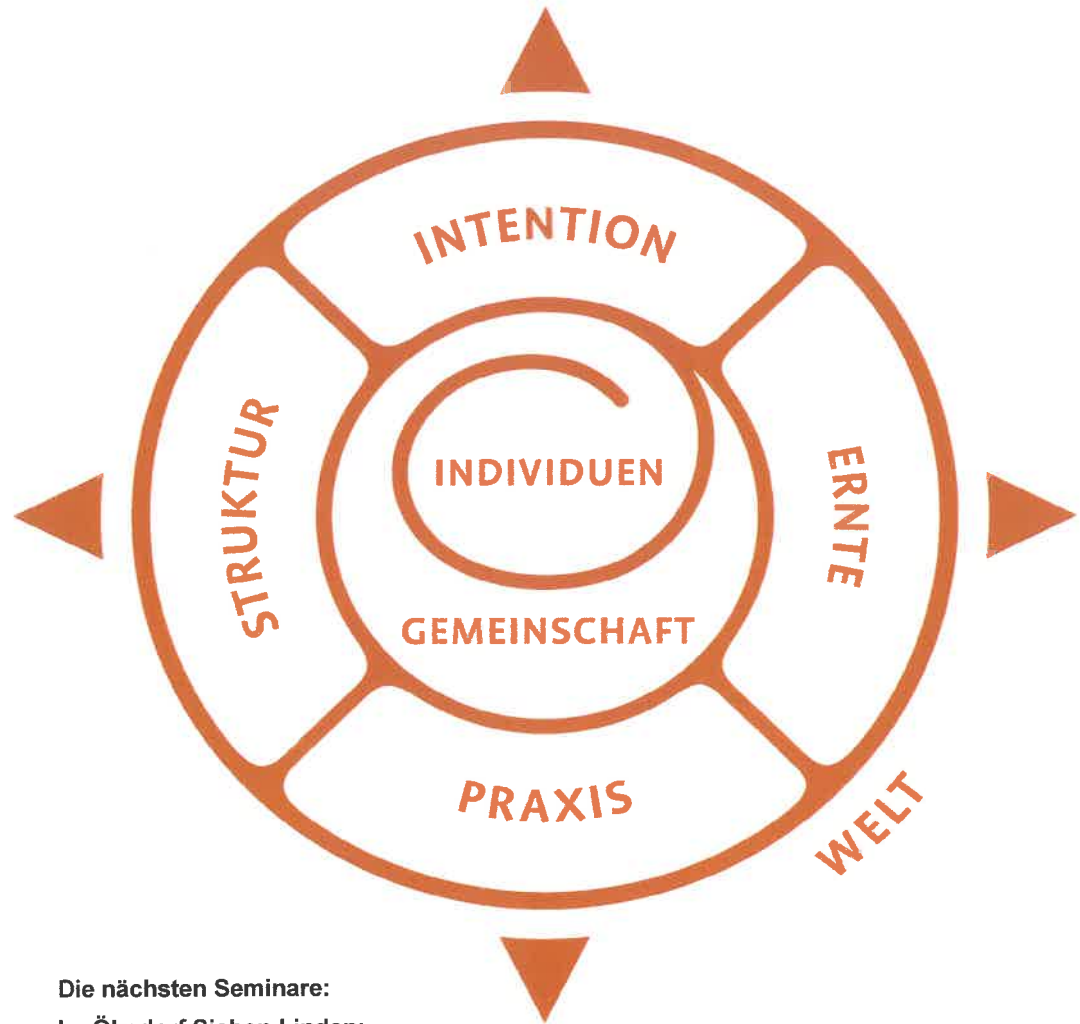 INTENTION
STRUKTUR
INDIVIDUEN
ERNTE
GEMEINSCHAFT
PRAXIS
WELT
Die nächsten Seminare: